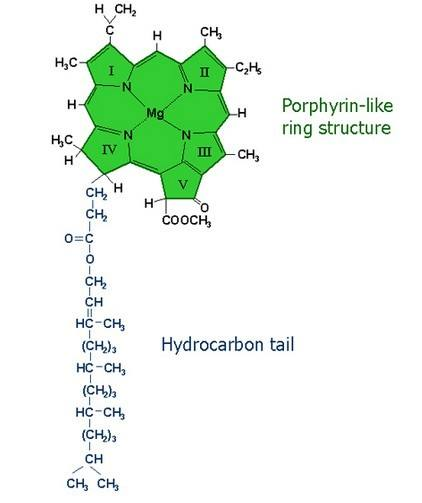 H CH2
C
H
CH3
H3C
I
II
C2H5
N
N
H
Mg
H
N
N
H3C
IV
III
CH3
H
V
H
H
O
CH2
COOCH3
CH2
O=C
O
CH2
CH
HC-CH3
(CH2)3
HC-CH3
(CH2)3
HC-CH3
(CH2)3
CH
CH3 CH3
Porphyrin-like
ring structure
Hydrocarbon tail